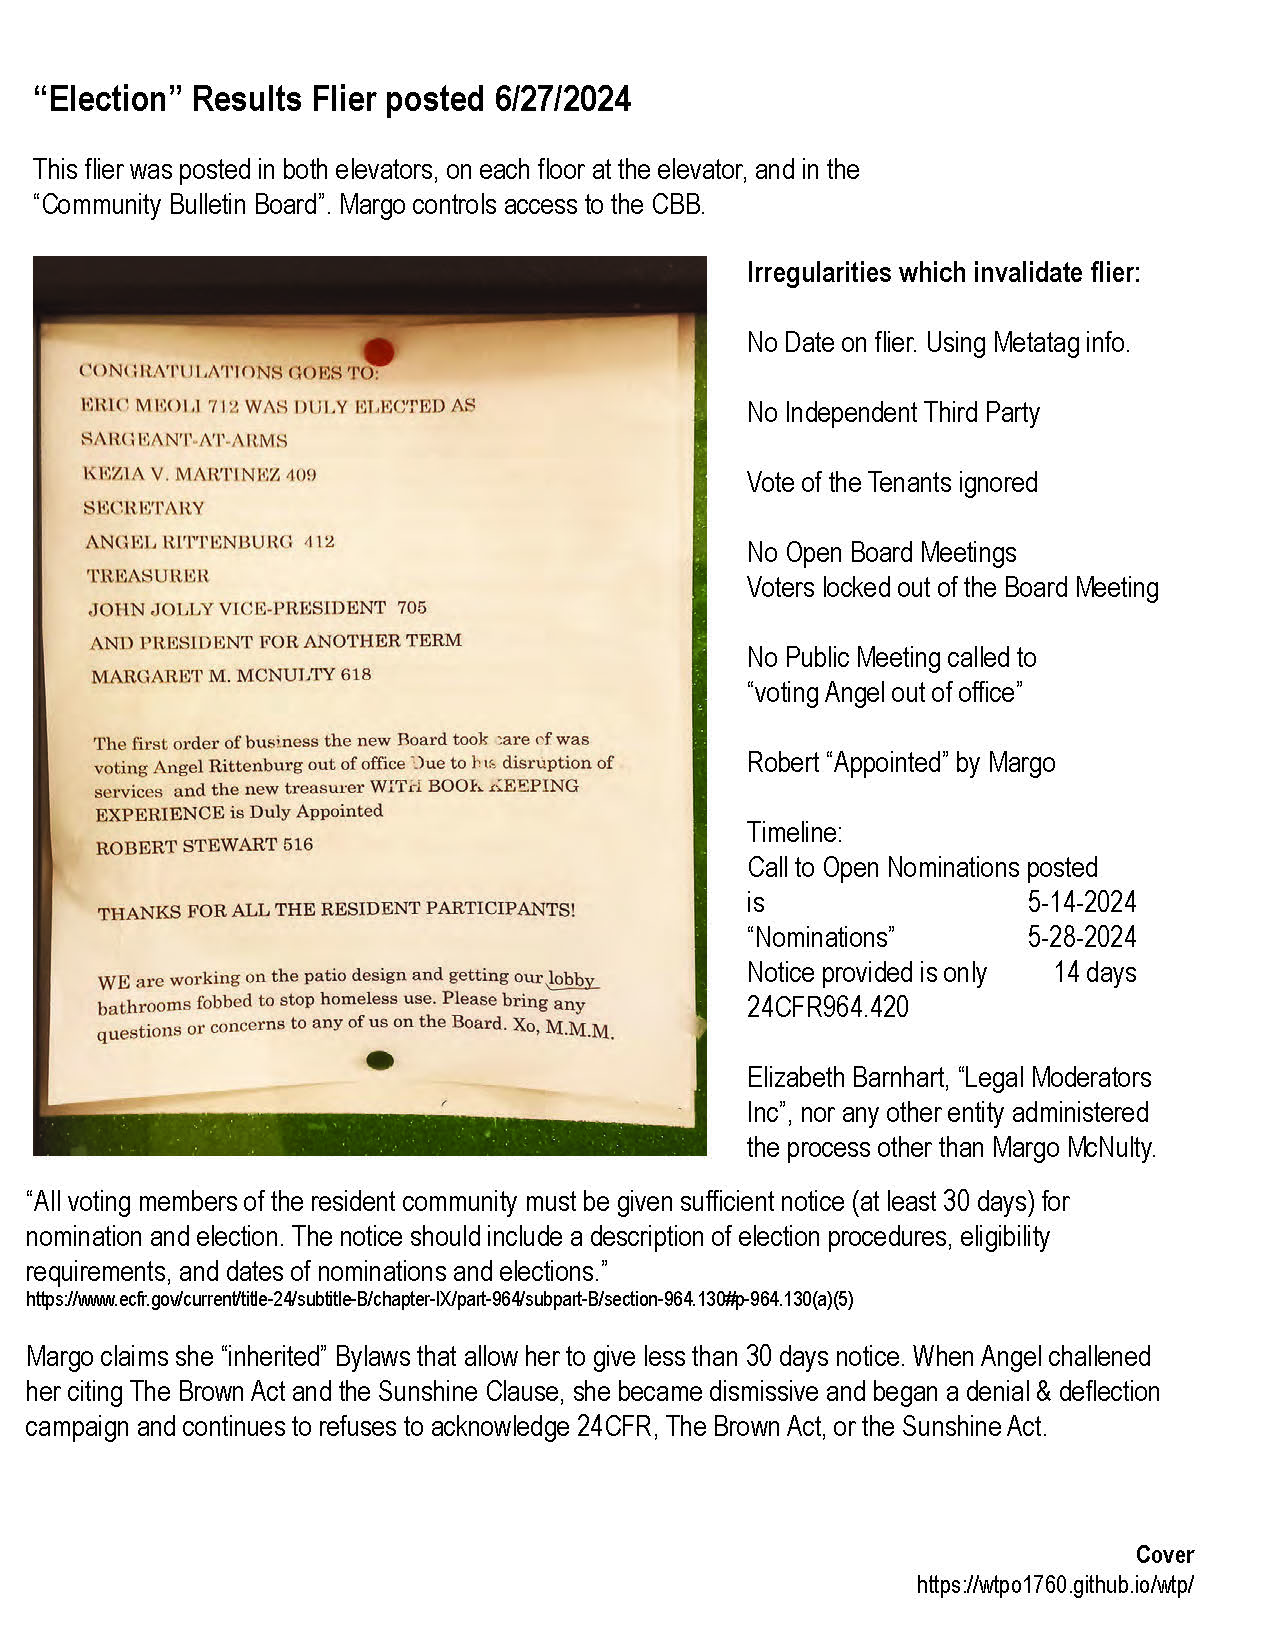 “Election” Results Flier posted 6/27/2024
This flier was posted in both elevators, on each floor at the elevator, and in the
“Community Bulletin Board”. Margo controls access to the CBB.
CONGRATULATIONS GOES TO:
ERIC MEOLI 712 WAS DULY ELECTED AS
SARGEANT-AT-ARMS
KEZIA V. MARTINEZ 409
SECRETARY
ANGEL RITTENBURG 412
TREASURER
JOHN JOLLY VICE-PRESIDENT 705
AND PRESIDENT FOR ANOTHER TERM
MARGARET M. MCNULTY 618
The first order of business the new Board took care of was
voting Angel Rittenburg out of office Due to his disruption of
services and the new treasurer WITH BOOK KEEPING
EXPERIENCE is Duly Appointed
ROBERT STEWART 516
THANKS FOR ALL THE RESIDENT PARTICIPANTS!
WE are working on the patio design and getting our lobby
bathrooms fobbed to stop homeless use. Please bring any
questions or concerns to any of us on the Board. Xo, M.M.M.
Irregularities which invalidate flier:
No Date on flier. Using Metatag info.
No Independent Third Party
Vote of the Tenants ignored
No Open Board Meetings
Voters locked out of the Board Meeting
No Public Meeting called to
“voting Angel out of office”
Robert “Appointed” by Margo
Timeline:
Call to Open Nominations posted
is 5-14-2024
“Nominations” 5-28-2024
Notice provided is only 14 days
24CFR964.420
Elizabeth Barnhart, “Legal Moderators
Inc”, nor any other entity administered
the process other than Margo McNulty.
“All voting members of the resident community must be given sufficient notice (at least 30 days) for
nomination and election. The notice should include a description of election procedures, eligibility
requirements, and dates of nominations and elections.”
https://www.ecfr.gov/current/title-24/subtitle-B/chapter-IX/part-964/subpart-B/section-964.130#p-964.130(a)(5)
Margo claims she “inherited” Bylaws that allow her to give less than 30 days notice. When Angel challened
her citing The Brown Act and the Sunshine Clause, she became dismissive and began a denial & deflection
campaign and continues to refuses to acknowledge 24CFR, The Brown Act, or the Sunshine Act.
Cover
https://wtpo1760.github.io/wtp/